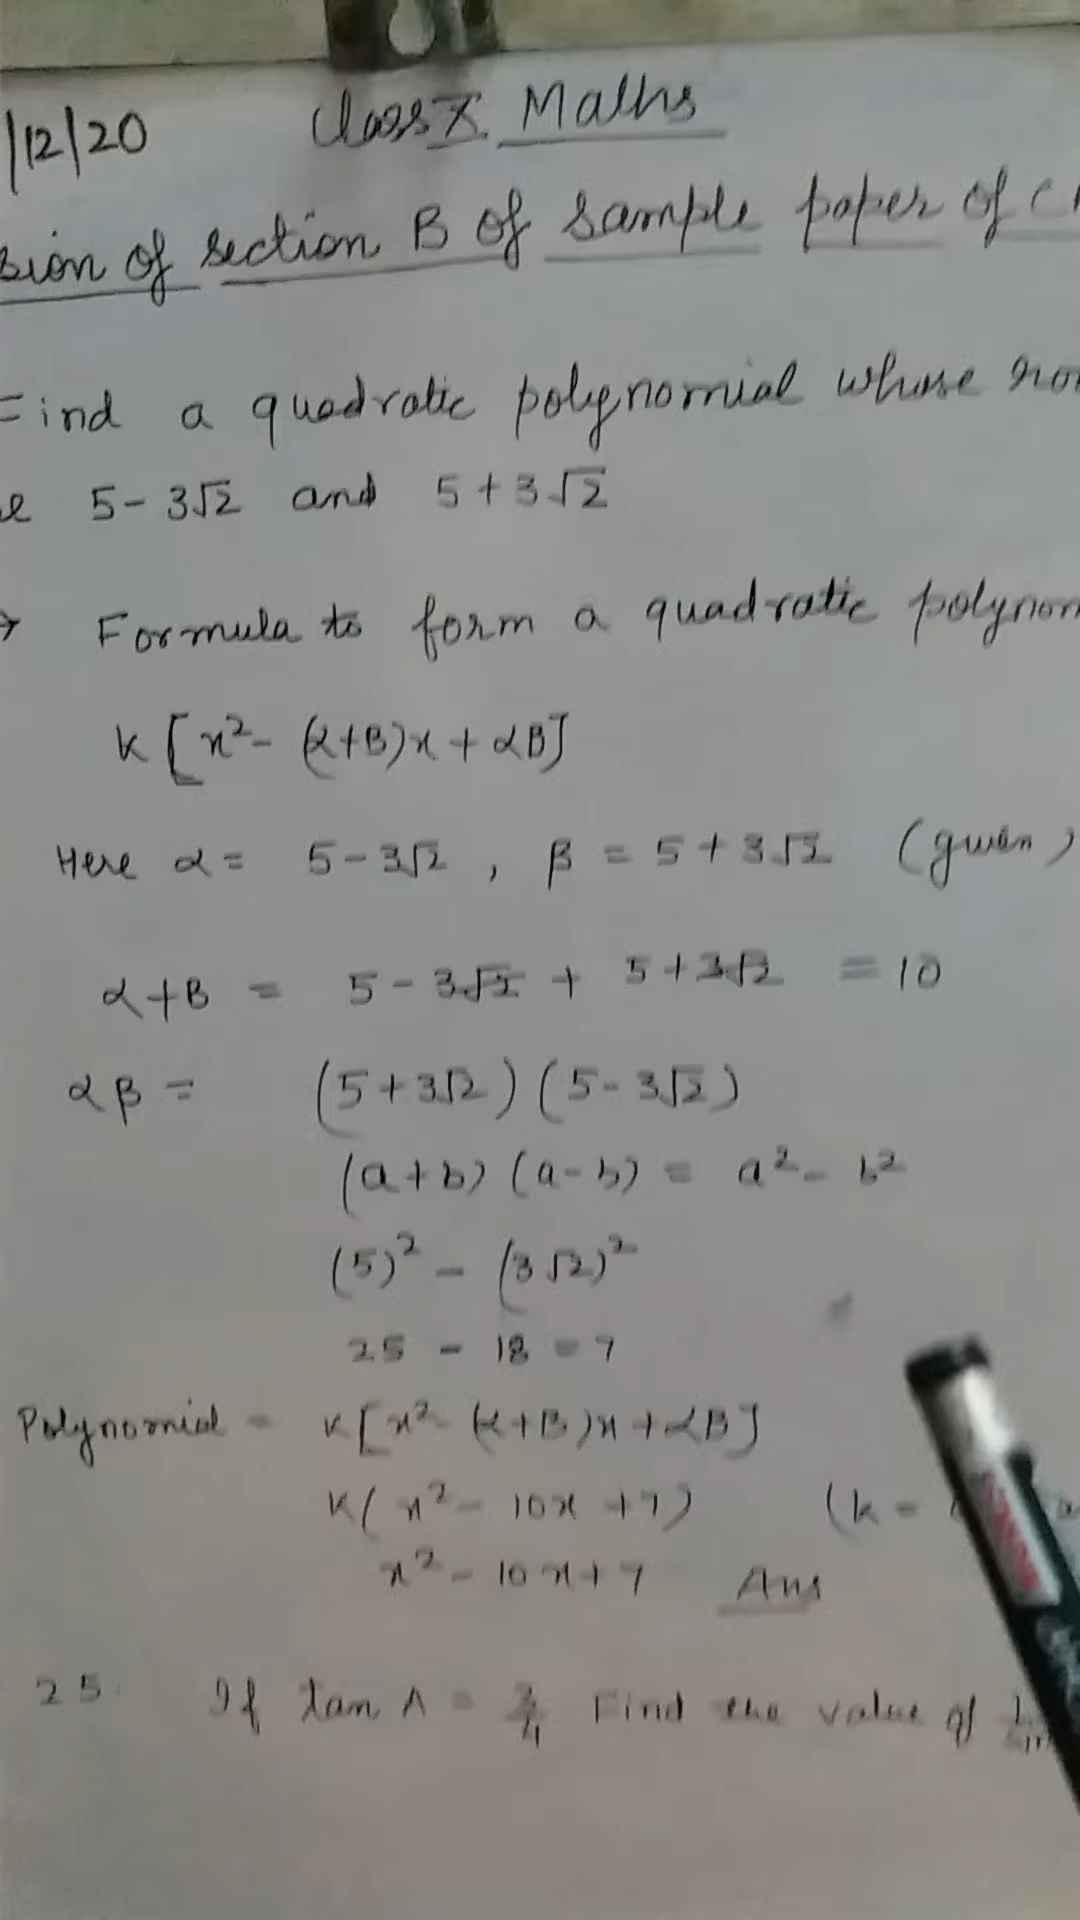 /12/20 Class X Maths
sion of section B of sample paper of
Find a quadratic polynomial whose
5-3√2 and 5+3√2
→ Formula to form a quadratic polynom
K[x²-(α+B)x+αB]
Here α= 5-3√2, β = 5+3√2 (given)
α+B = 5-3√2 + 5+3√2 = 10
αβ = (5+3√2)(5-3√2)
(a+b)(a-b) = a²-b²
(5)² - (3√2)²
25 - 18 = 7
Polynomial = K[x²-(α+B)x+αB]
K(x²-10x+7) (k =
x²-10x+7 Ans
25. If tan A = 3/4 Find the value of